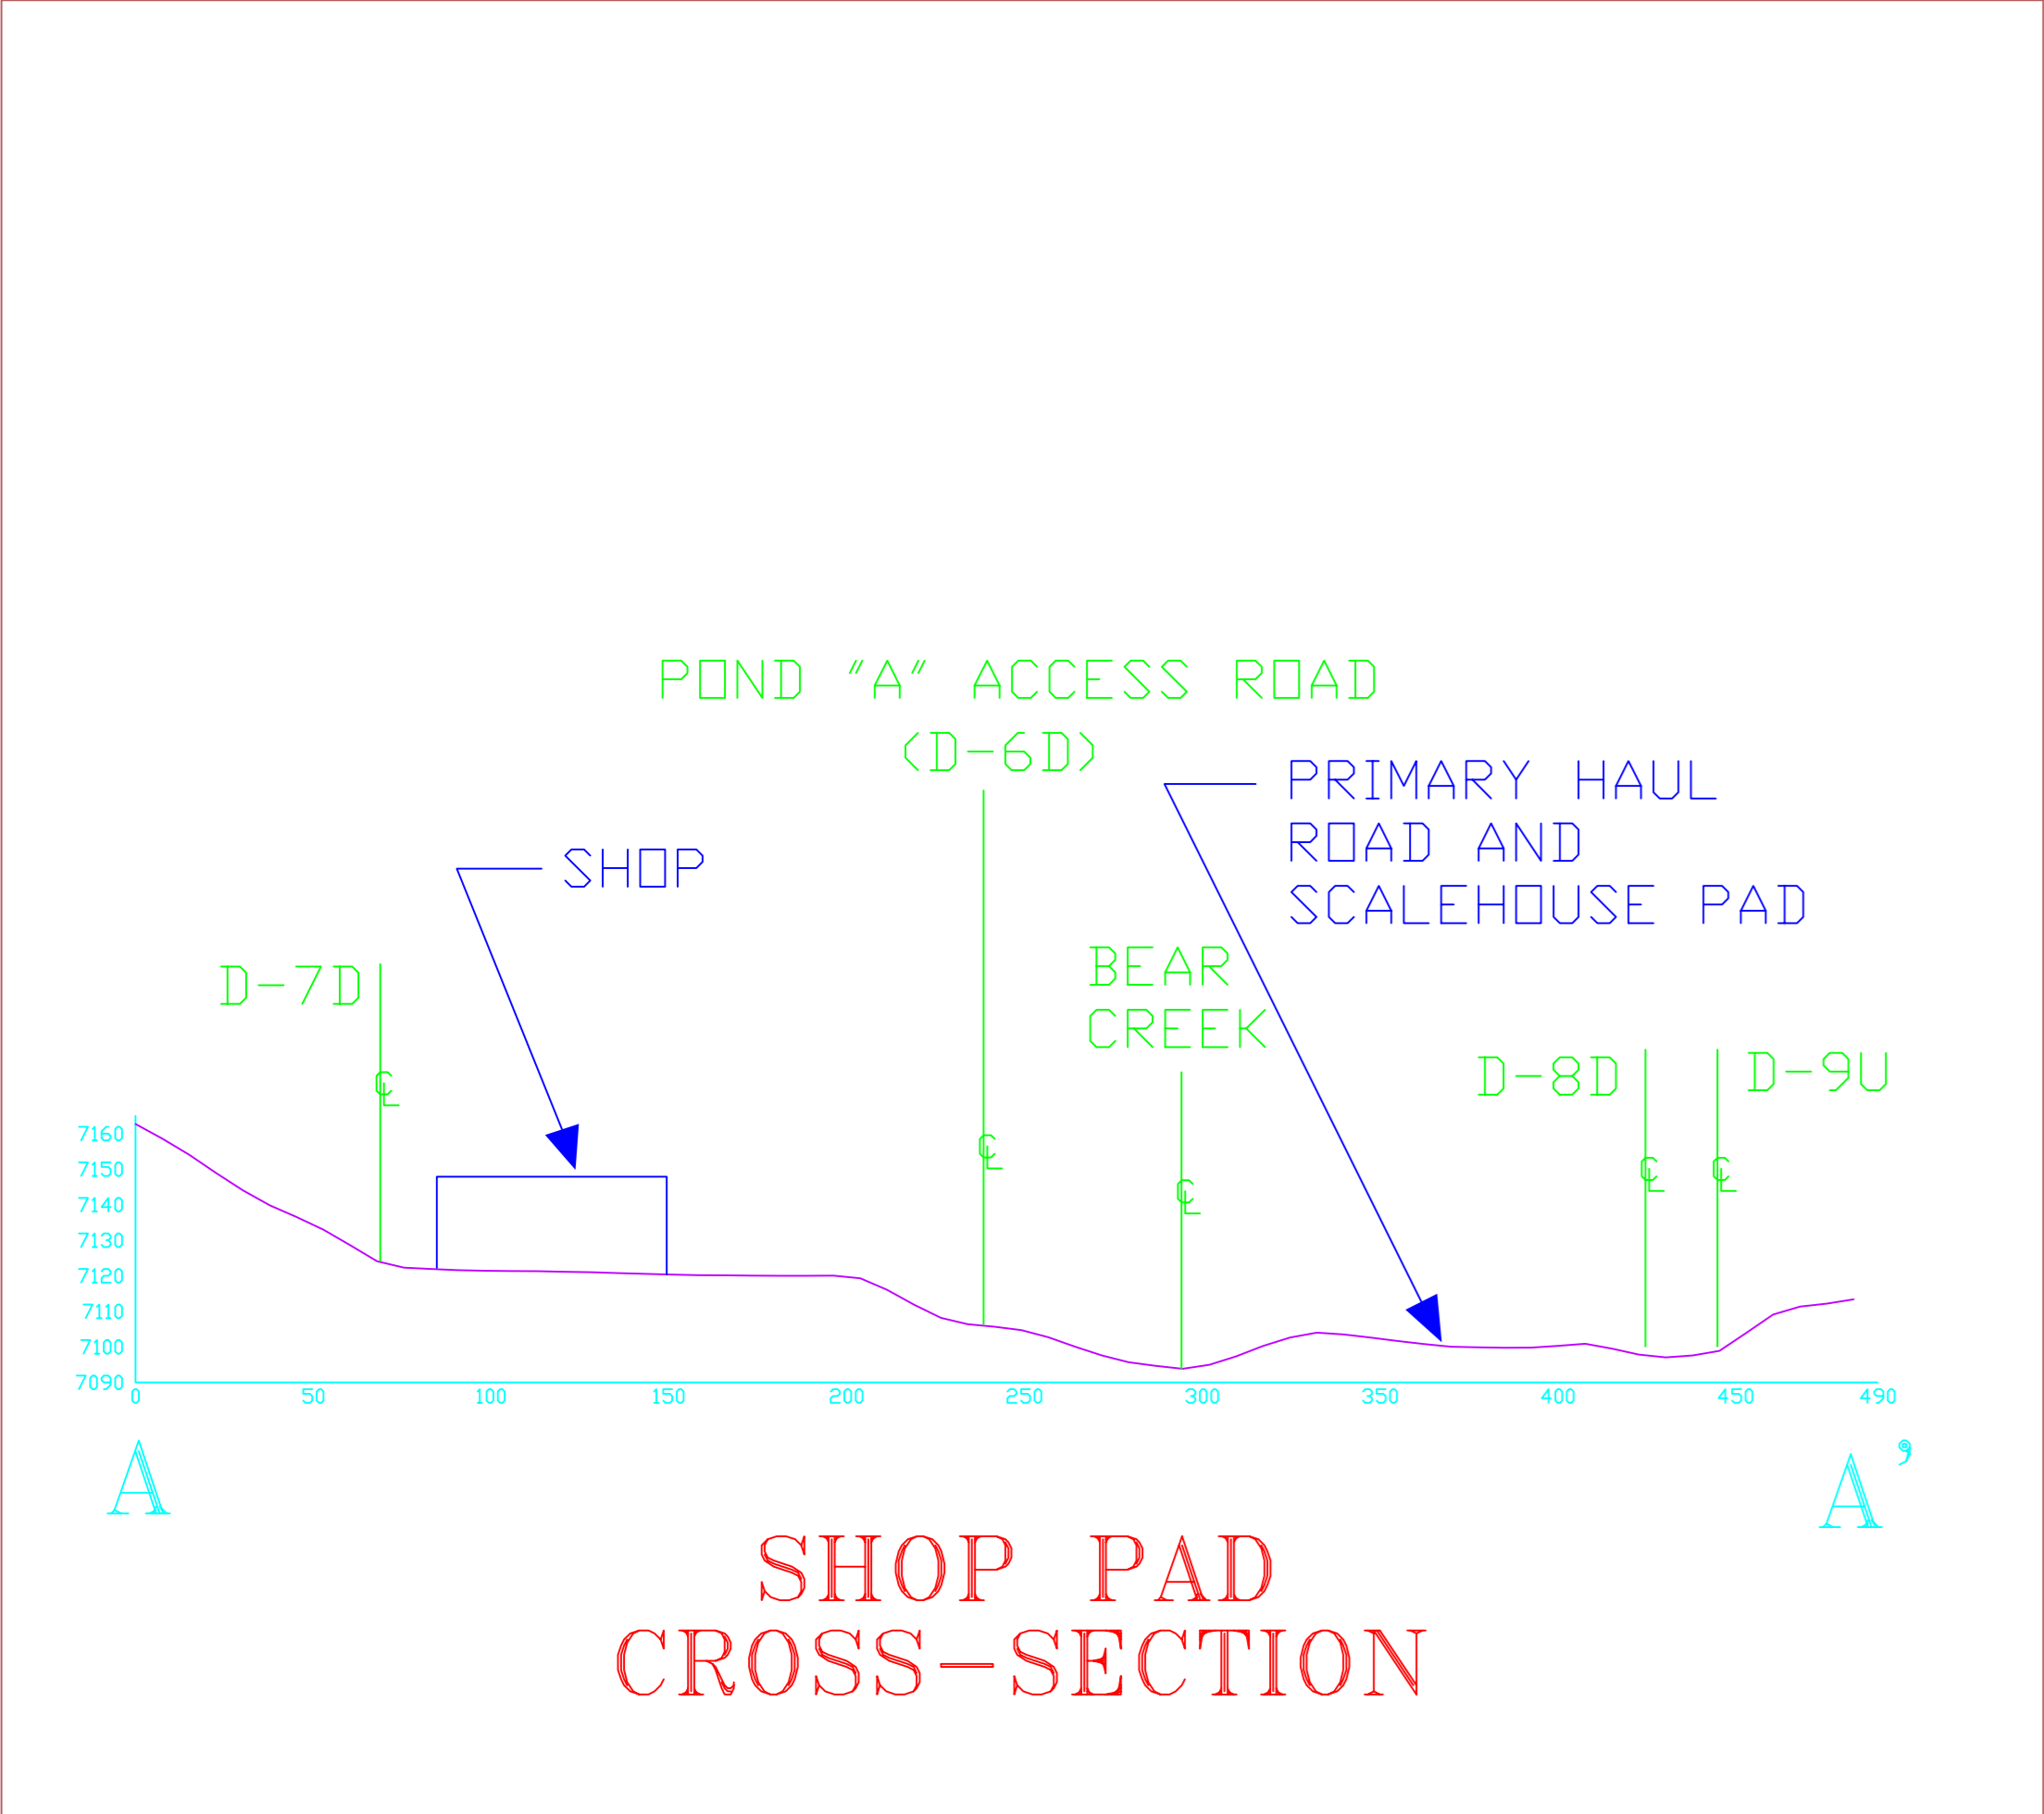 POND "A" ACCESS ROAD
(D-6D)
PRIMARY HAUL
ROAD AND
SCALEHOUSE PAD
SHOP
BEAR
CREEK
D-7D
D-8D
D-9U
℄
℄
℄
℄
℄
7160
7150
7140
7130
7120
7110
7100
7090
0 50 100 150 200 250 300 350 400 450 490
A A'
SHOP PAD
CROSS-SECTION